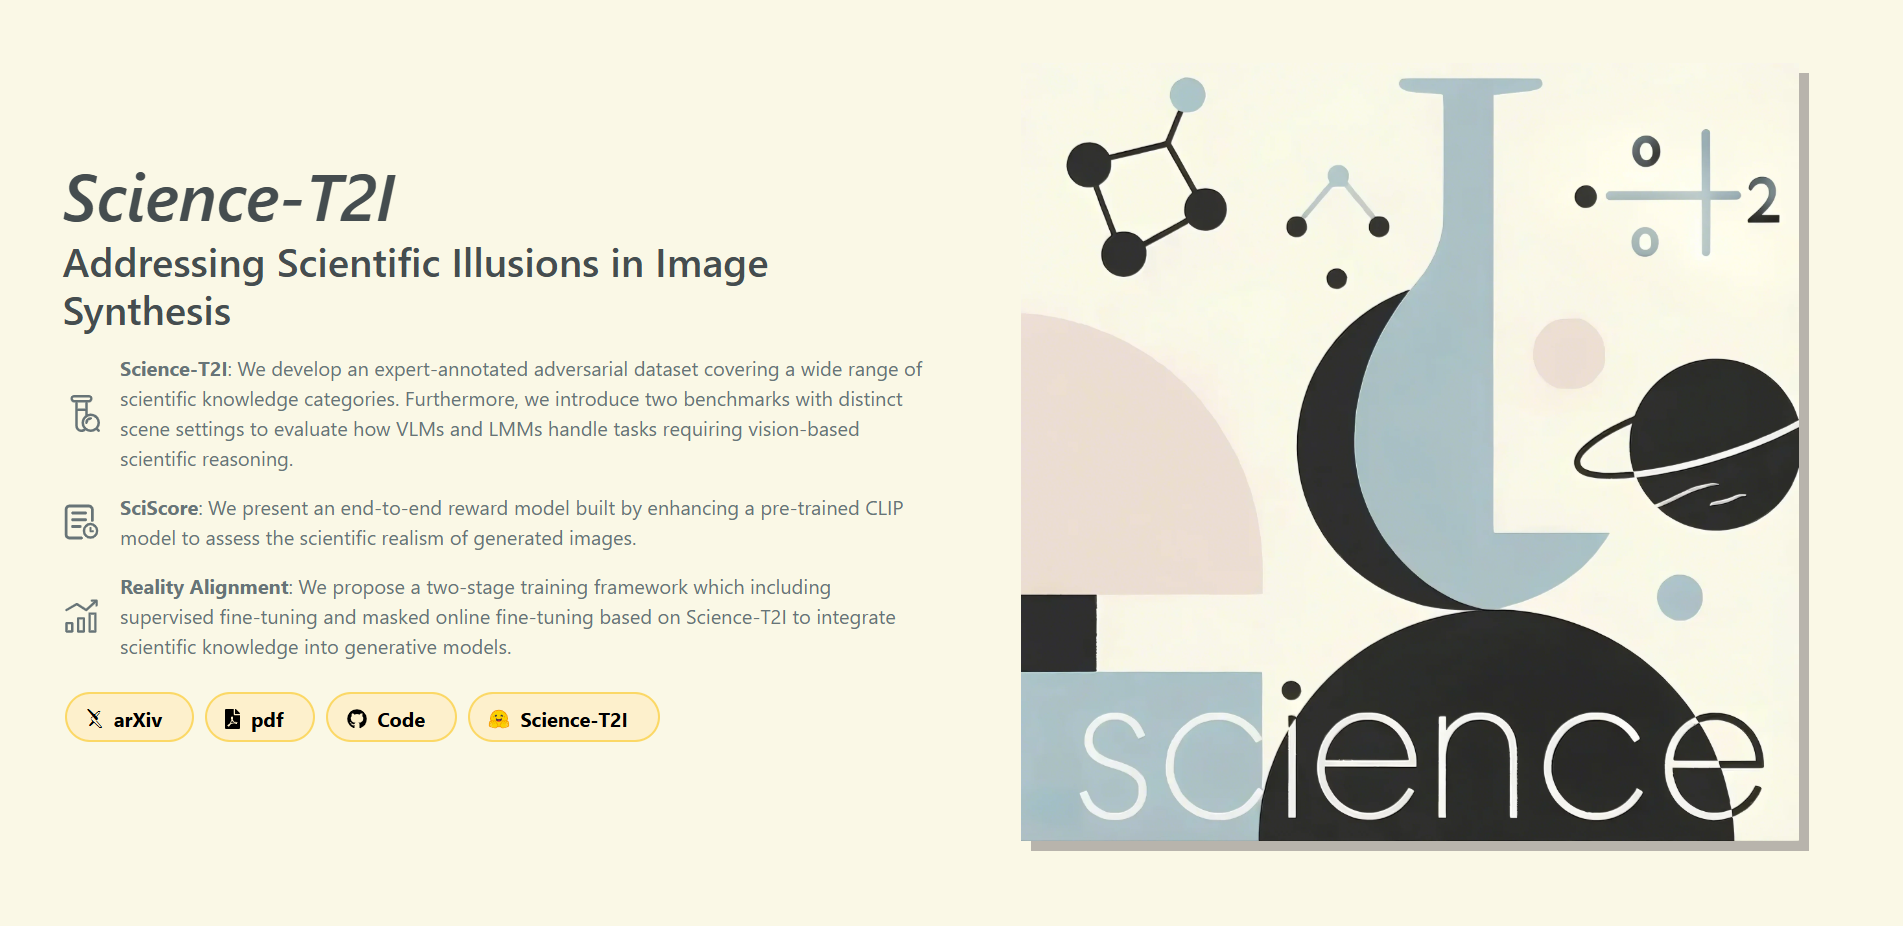 Science-T2I
Addressing Scientific Illusions in Image
Synthesis
Science-T2I: We develop an expert-annotated adversarial dataset covering a wide range of
scientific knowledge categories. Furthermore, we introduce two benchmarks with distinct
scene settings to evaluate how VLMs and LMMs handle tasks requiring vision-based
scientific reasoning.
SciScore: We present an end-to-end reward model built by enhancing a pre-trained CLIP
model to assess the scientific realism of generated images.
Reality Alignment: We propose a two-stage training framework which including
supervised fine-tuning and masked online fine-tuning based on Science-T2I to integrate
scientific knowledge into generative models.
arXiv
pdf
Code
Science-T2I
o
2
o
science